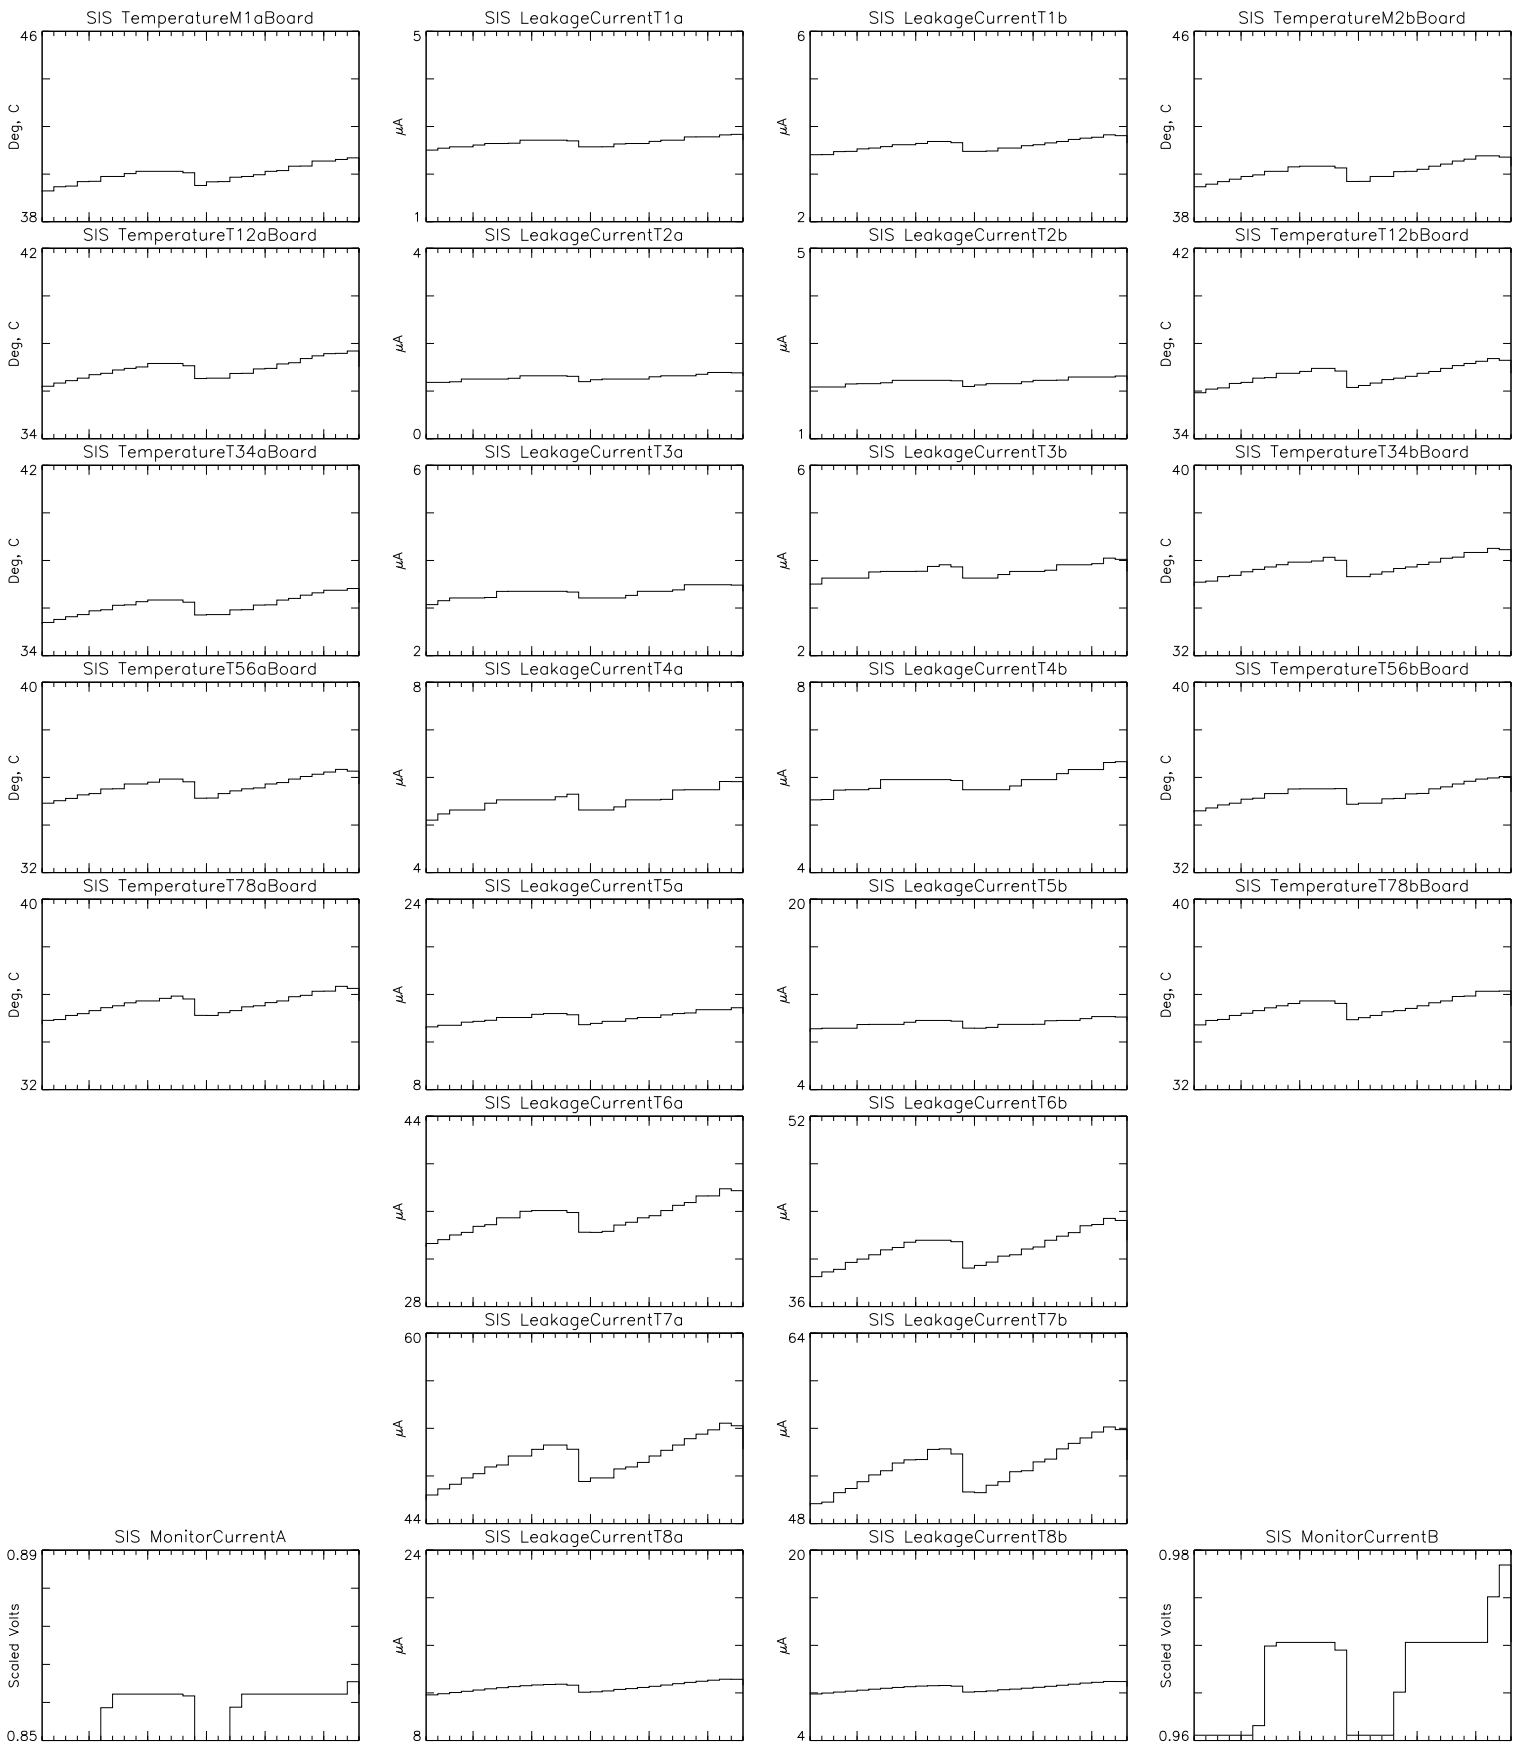 SIS TemperatureM1aBoard
46
Deg, C
38
SIS LeakageCurrentT1a
5
μA
1
SIS LeakageCurrentT1b
6
μA
2
SIS TemperatureM2bBoard
46
Deg, C
38
SIS TemperatureT12aBoard
42
Deg, C
34
SIS LeakageCurrentT2a
4
μA
0
SIS LeakageCurrentT2b
5
μA
1
SIS TemperatureT12bBoard
42
Deg, C
34
SIS TemperatureT34aBoard
42
Deg, C
34
SIS LeakageCurrentT3a
6
μA
2
SIS LeakageCurrentT3b
6
μA
2
SIS TemperatureT34bBoard
40
Deg, C
32
SIS TemperatureT56aBoard
40
Deg, C
32
SIS LeakageCurrentT4a
8
μA
4
SIS LeakageCurrentT4b
8
μA
4
SIS TemperatureT56bBoard
40
Deg, C
32
SIS TemperatureT78aBoard
40
Deg, C
32
SIS LeakageCurrentT5a
24
μA
8
SIS LeakageCurrentT5b
20
μA
4
SIS TemperatureT78bBoard
40
Deg, C
32
SIS LeakageCurrentT6a
44
μA
28
SIS LeakageCurrentT6b
52
μA
36
SIS LeakageCurrentT7a
60
μA
44
SIS LeakageCurrentT7b
64
μA
48
SIS MonitorCurrentA
0.89
Scaled Volts
0.85
SIS LeakageCurrentT8a
24
μA
8
SIS LeakageCurrentT8b
20
μA
4
SIS MonitorCurrentB
0.98
Scaled Volts
0.96